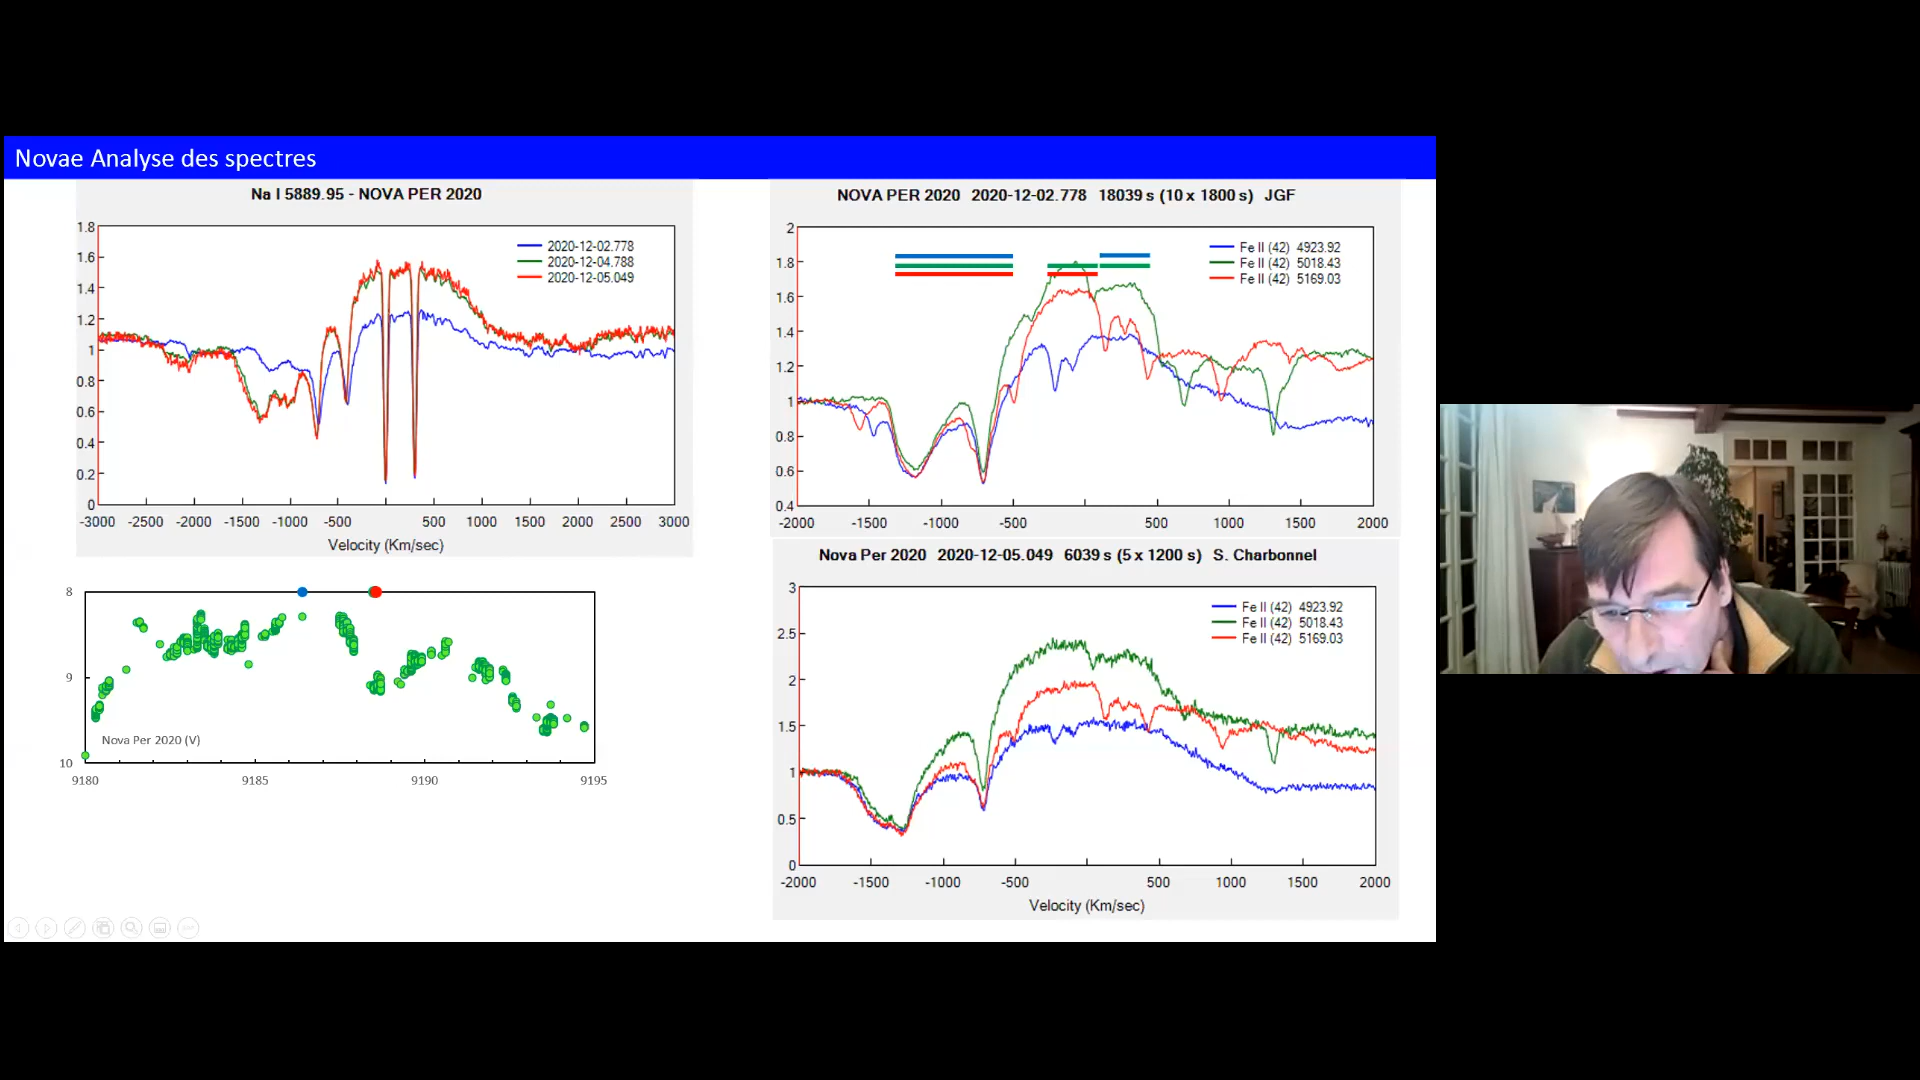 Novae Analyse des spectres
Na I 5889.95 - NOVA PER 2020
1.8
1.6
1.4
1.2
1
0.8
0.6
0.4
0.2
0
2020-12-02.778
2020-12-04.788
2020-12-05.049
-3000 -2500 -2000 -1500 -1000 -500 500 1000 1500 2000 2500 3000
Velocity (Km/sec)
8
9
10
Nova Per 2020 (V)
9180 9185 9190 9195
NOVA PER 2020 2020-12-02.778 18039 s (10 x 1800 s) JGF
2
1.8
1.6
1.4
1.2
1
0.8
0.6
0.4
Fe II (42) 4923.92
Fe II (42) 5018.43
Fe II (42) 5169.03
-2000 -1500 -1000 -500 500 1000 1500 2000
Nova Per 2020 2020-12-05.049 6039 s (5 x 1200 s) S. Charbonnel
3
2.5
2
1.5
1
0.5
0
Fe II (42) 4923.92
Fe II (42) 5018.43
Fe II (42) 5169.03
-2000 -1500 -1000 -500 500 1000 1500 2000
Velocity (Km/sec)